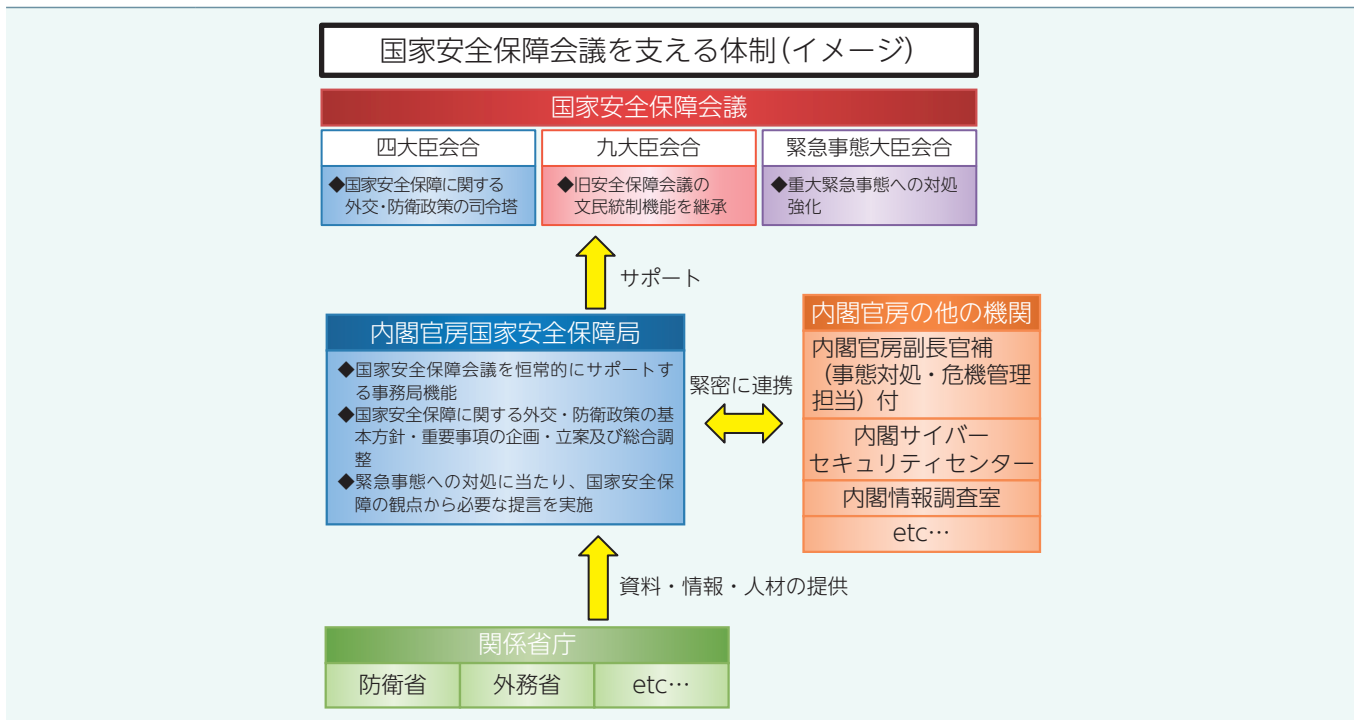 国家安全保障会議を支える体制(イメージ)
国家安全保障会議
四大臣会合
◆国家安全保障に関する
外交・防衛政策の司令塔
九大臣会合
◆旧安全保障会議の
文民統制機能を継承
緊急事態大臣会合
◆重大緊急事態への対処
強化
サポート
内閣官房国家安全保障局
◆国家安全保障会議を恒常的にサポートす
る事務局機能
◆国家安全保障に関する外交・防衛政策の基
本方針・重要事項の企画・立案及び総合調
整
◆緊急事態への対処に当たり、国家安全保
障の観点から必要な提言を実施
緊密に連携
内閣官房の他の機関
内閣官房副長官補
（事態対処・危機管理
担当）付
内閣サイバー
セキュリティセンター
内閣情報調査室
etc…
資料・情報・人材の提供
関係省庁
防衛省
外務省
etc…